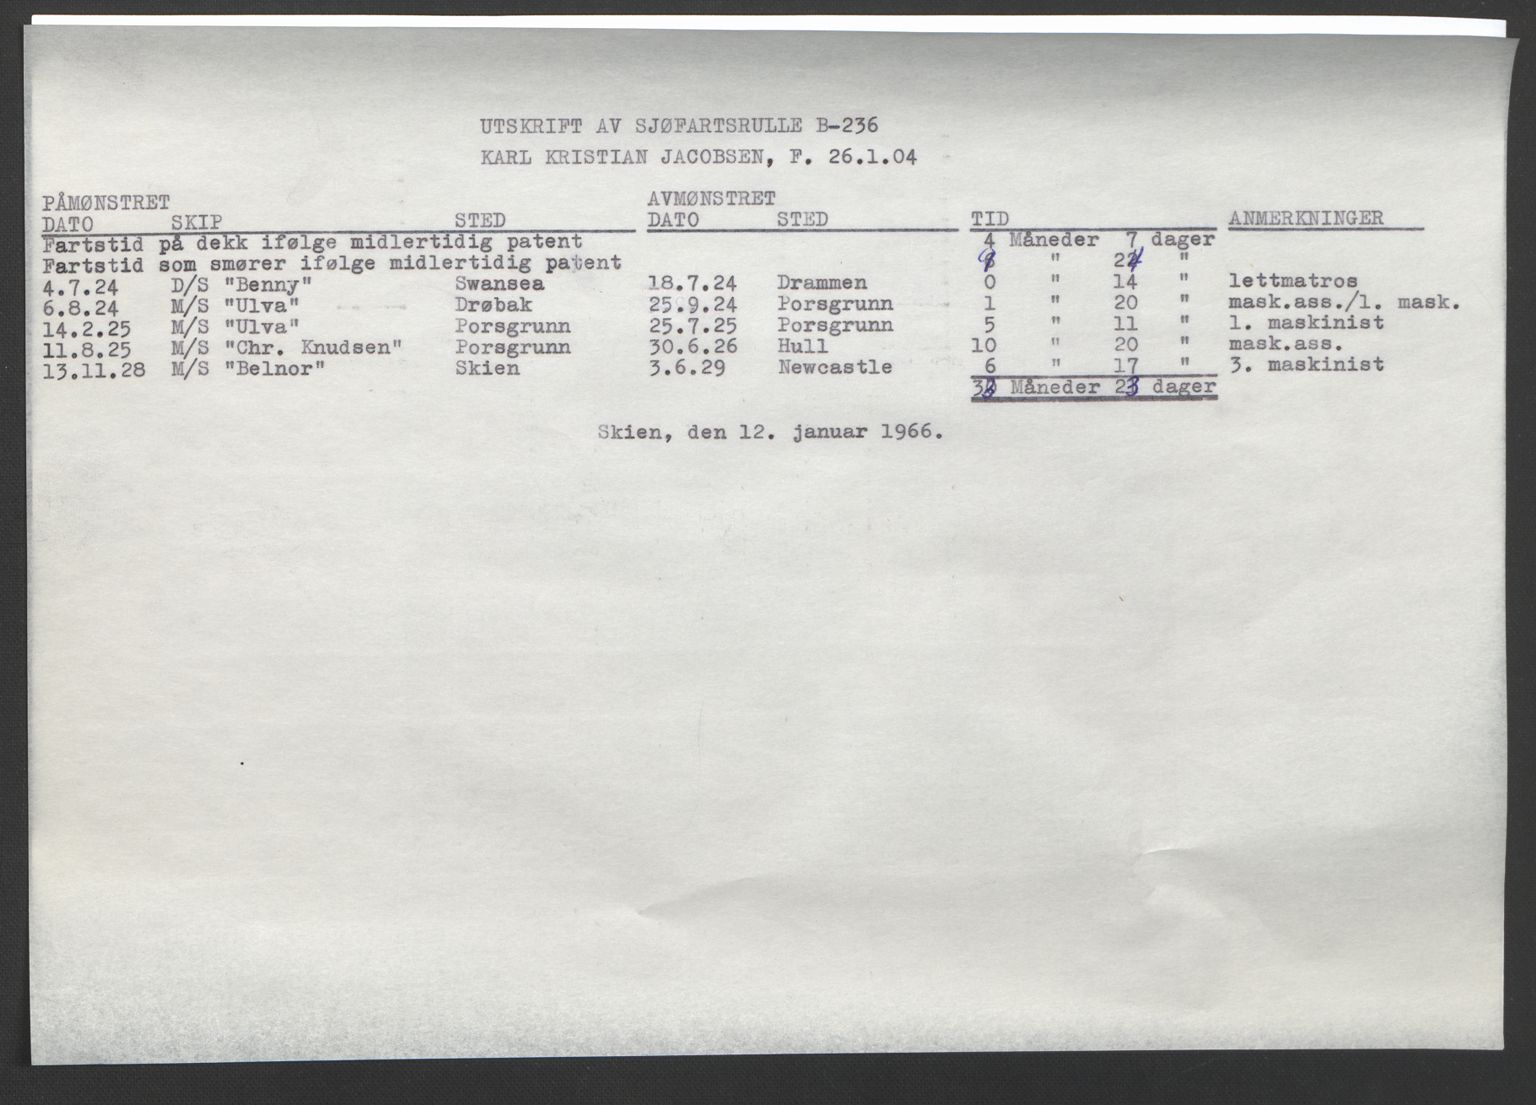 UTSKRIFT AV SJØFARTSRULLE B-236
KARL KRISTIAN JACOBSEN, F. 26.1.04
PÅMØNSTRET AVMØNSTRET
DATO SKIP STED DATO STED TID ANMERKNINGER
Fartstid på dekk ifølge midlertidig patent 4 Måneder 7 dager
Fartstid som smører ifølge midlertidig patent " 24 "
4.7.24 D/S "Benny" Swansea 18.7.24 Drammen 0 " 14 " lettmatros
6.8.24 M/S "Ulva" Drøbak 25.9.24 Porsgrunn 1 " 20 " mask.ass./1. mask.
14.2.25 M/S "Ulva" Porsgrunn 25.7.25 Porsgrunn 5 " 11 " 1. maskinist
11.8.25 M/S "Chr. Knudsen" Porsgrunn 30.6.26 Hull 10 " 20 " mask.ass.
13.11.28 M/S "Belnor" Skien 3.6.29 Newcastle 6 " 17 " 3. maskinist
Måneder 23 dager
Skien, den 12. januar 1966.